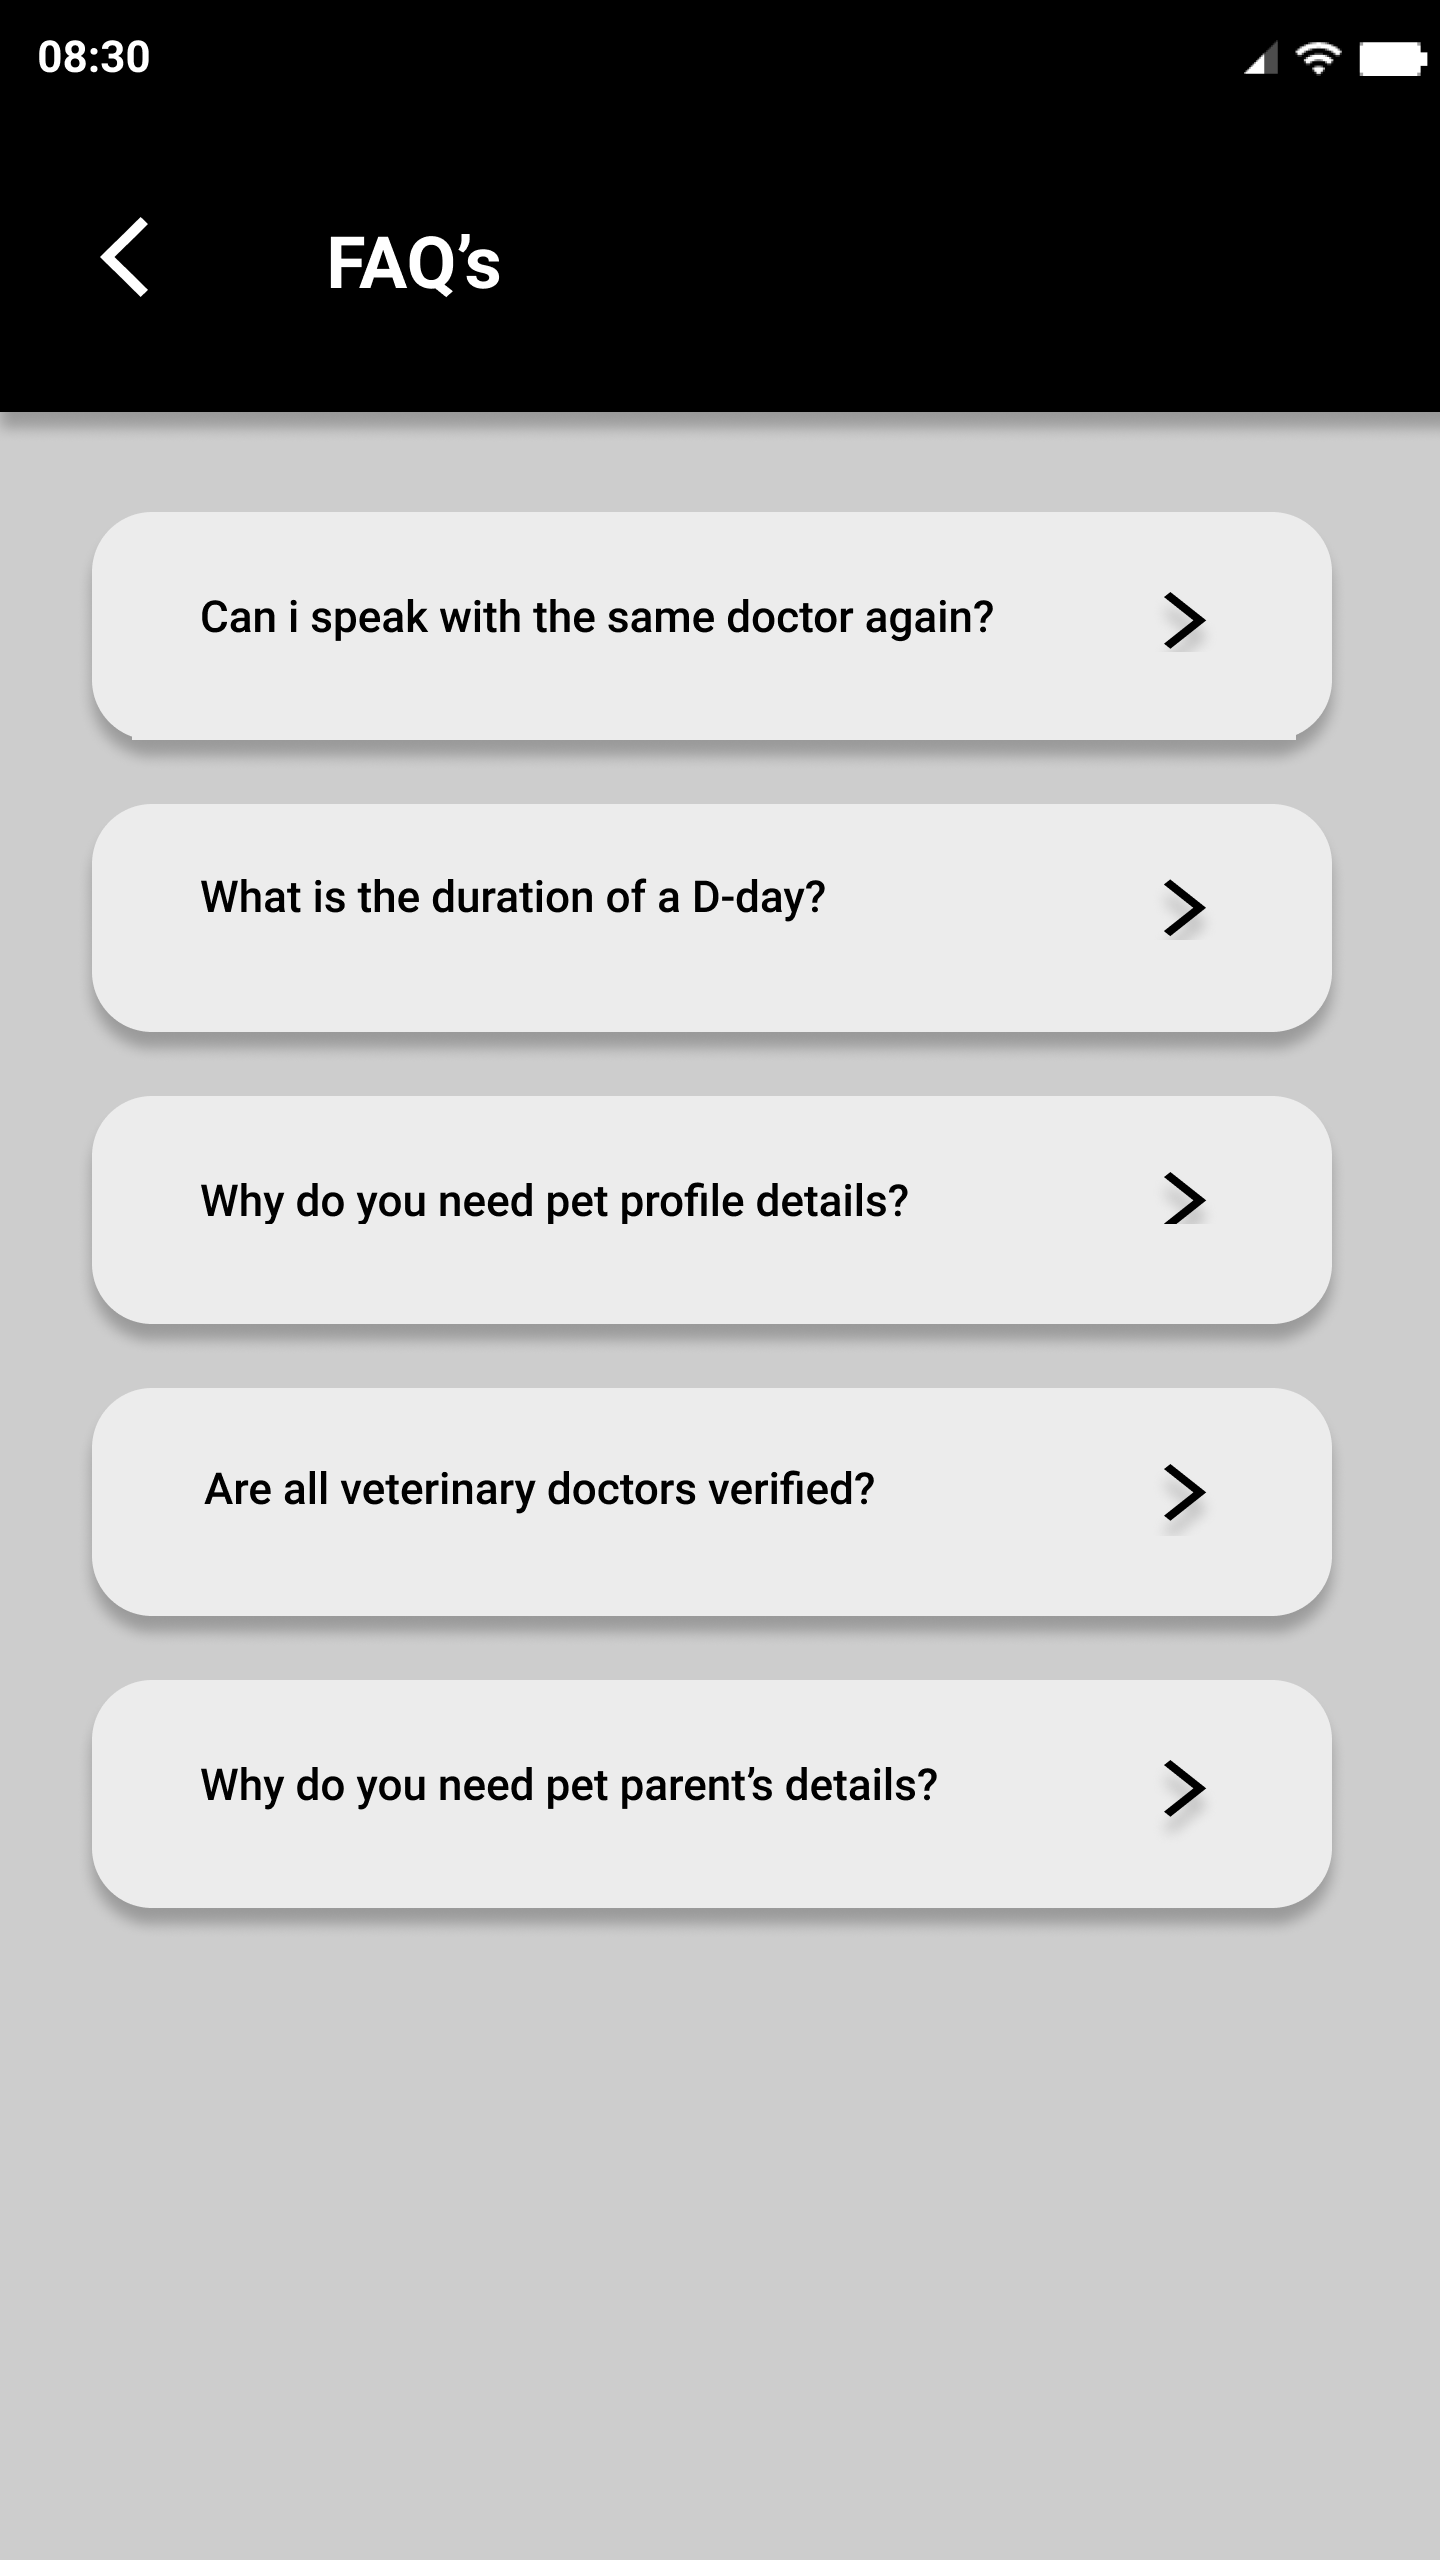 08:30
FAQ’s
Can i speak with the same doctor again?
What is the duration of a D-day?
Why do you need pet profile details?
Are all veterinary doctors verified?
Why do you need pet parent’s details?